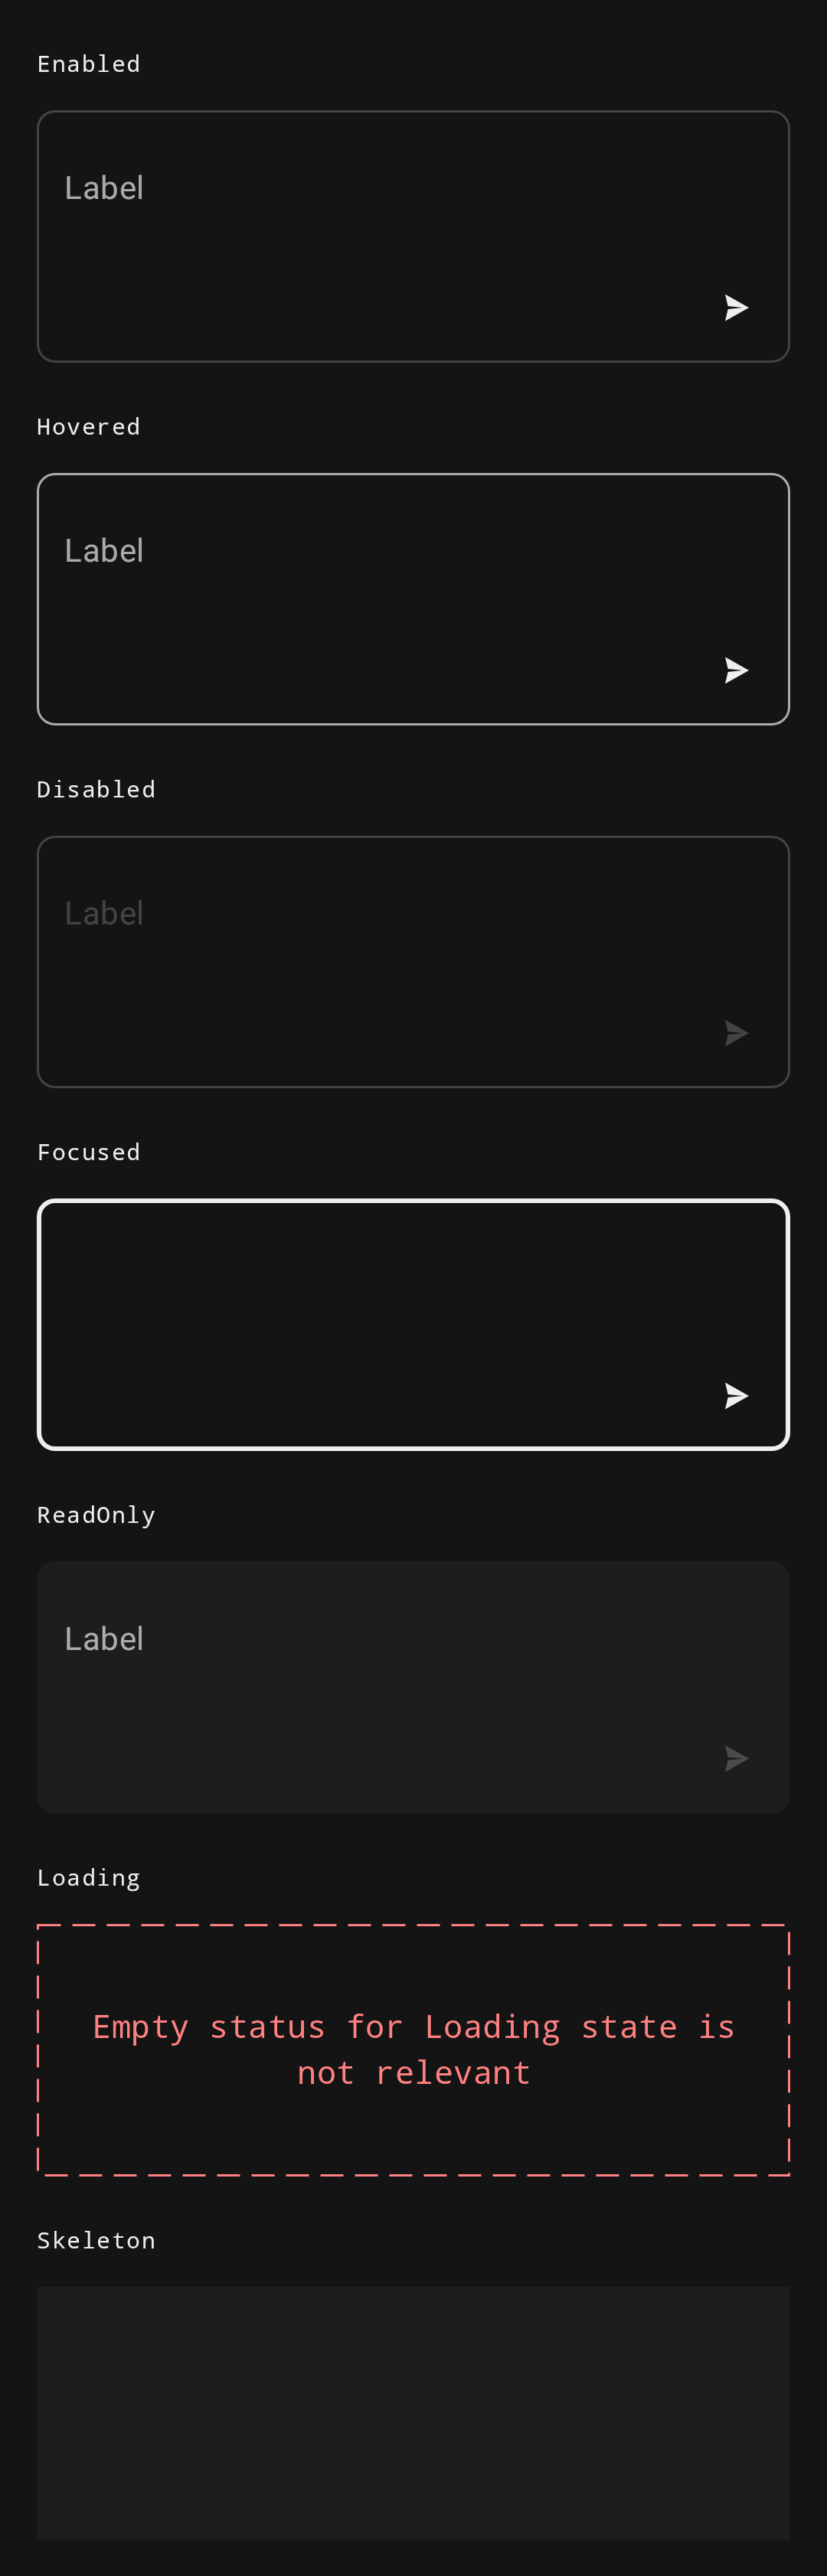 Enabled
Label
Hovered
Label
Disabled
Label
Focused
ReadOnly
Label
Loading
Empty status for Loading state is
not relevant
Skeleton